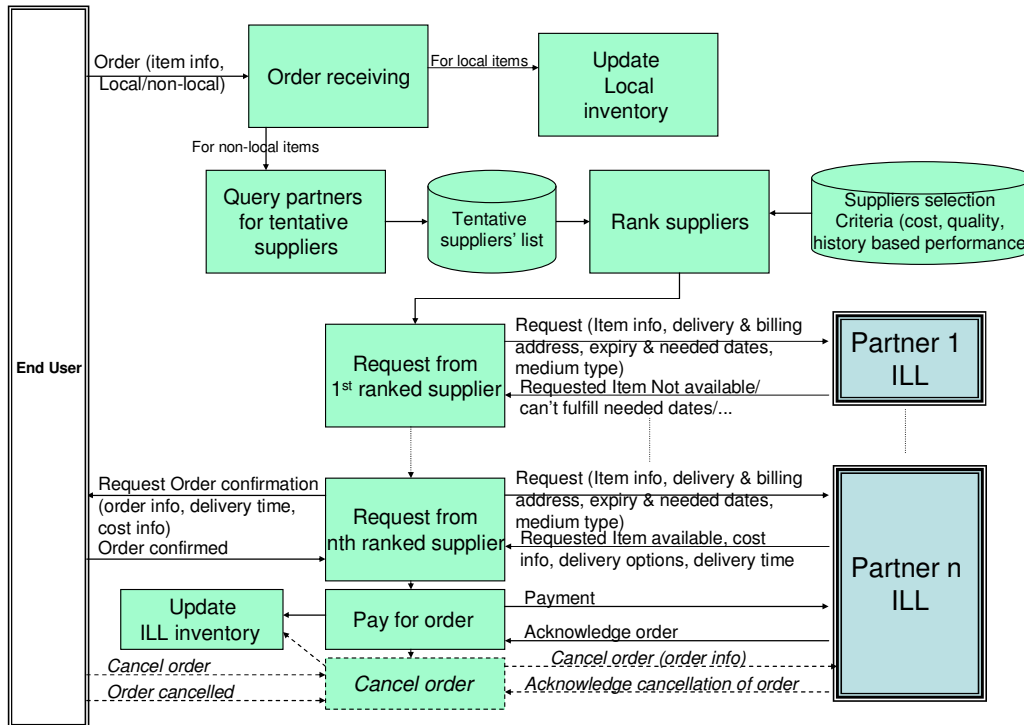 Order (item info,
Local/non-local)
Order receiving
For local items
Update
Local
inventory
For non-local items
Query partners
for tentative
suppliers
Tentative
suppliers' list
Rank suppliers
Suppliers selection
Criteria (cost, quality,
history based performance
End User
Request from
1st ranked supplier
Request (Item info, delivery & billing
address, expiry & needed dates,
medium type)
Requested Item Not available/
can't fulfill needed dates/...
Partner 1
ILL
Request Order confirmation
(order info, delivery time,
cost info)
Order confirmed
Request from
nth ranked supplier
Request (Item info, delivery & billing
address, expiry & needed dates,
medium type)
Requested Item available, cost
info, delivery options, delivery time
Partner n
ILL
Update
ILL inventory
Pay for order
Payment
Acknowledge order
Cancel order
Order cancelled
Cancel order
Cancel order (order info)
Acknowledge cancellation of order